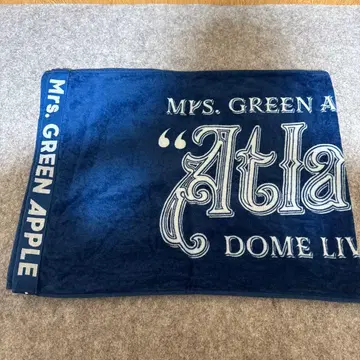 Mrs. GREEN APPLE
MRS. GREEN A
"Atla
DOME LIV